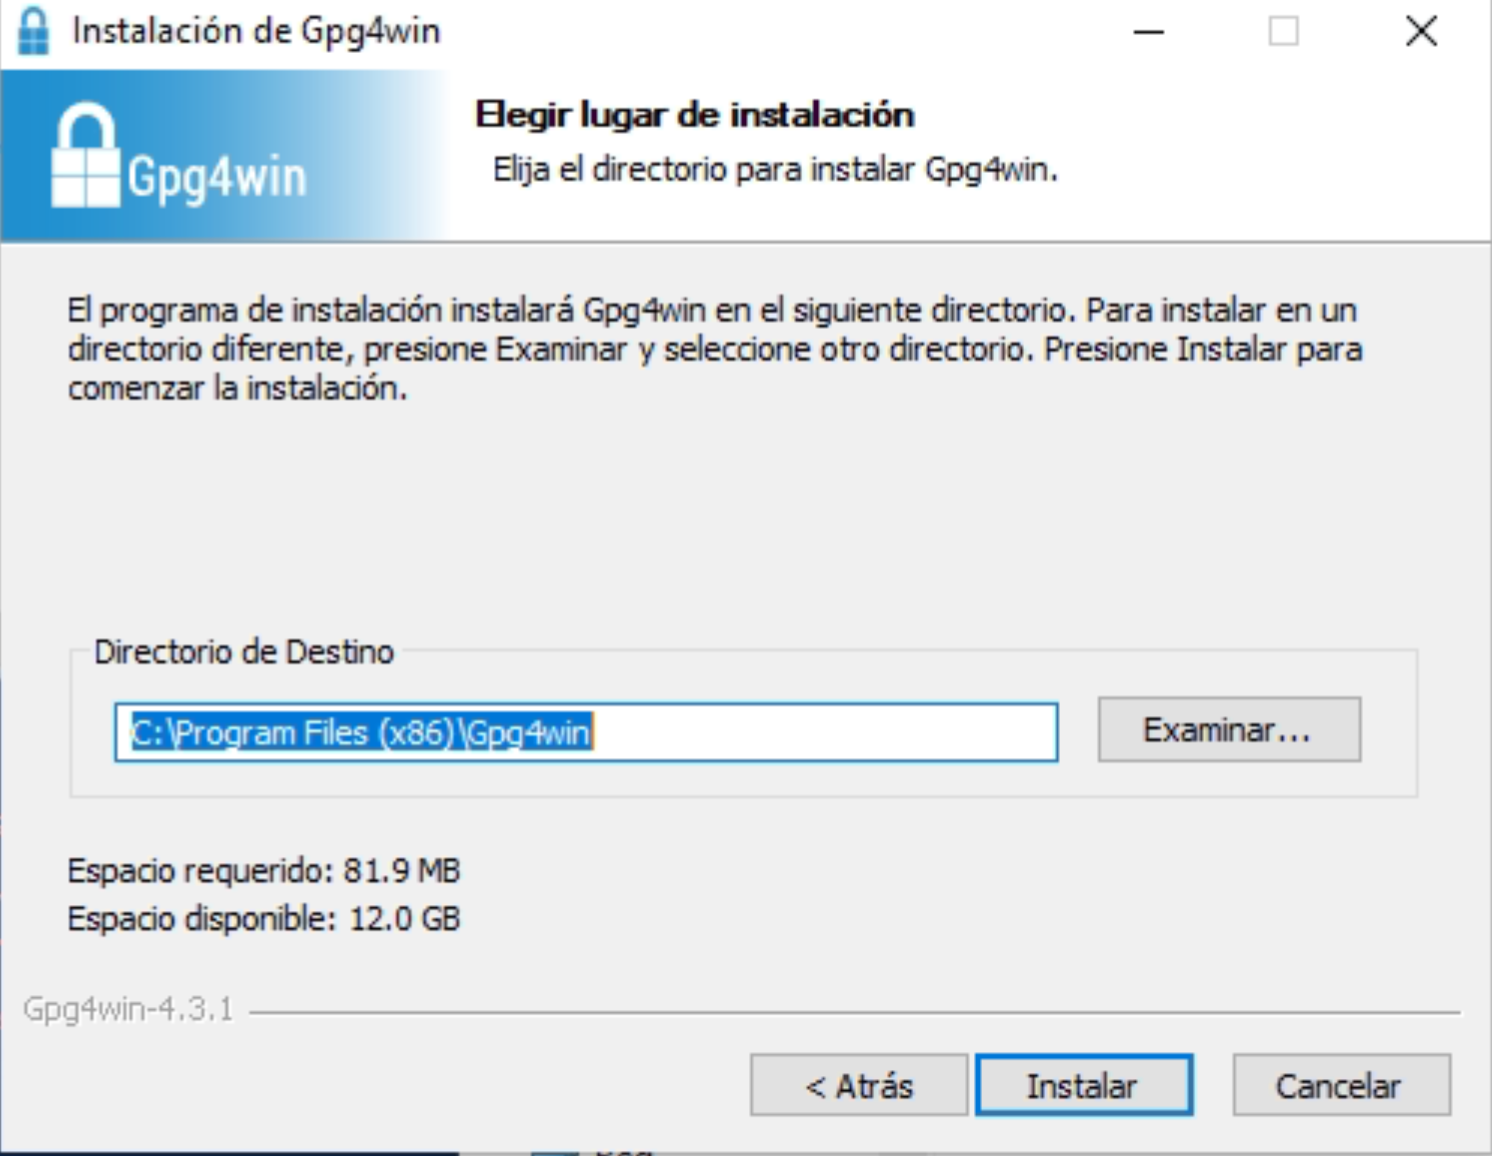 Instalación de Gpg4win
Gpg4win
Elegir lugar de instalación
Elija el directorio para instalar Gpg4win.
El programa de instalación instalará Gpg4win en el siguiente directorio. Para instalar en un
directorio diferente, presione Examinar y seleccione otro directorio. Presione Instalar para
comenzar la instalación.
Directorio de Destino
C:\Program Files (x86)\Gpg4win
Examinar...
Espacio requerido: 81.9 MB
Espacio disponible: 12.0 GB
Gpg4win-4.3.1
< Atrás
Instalar
Cancelar